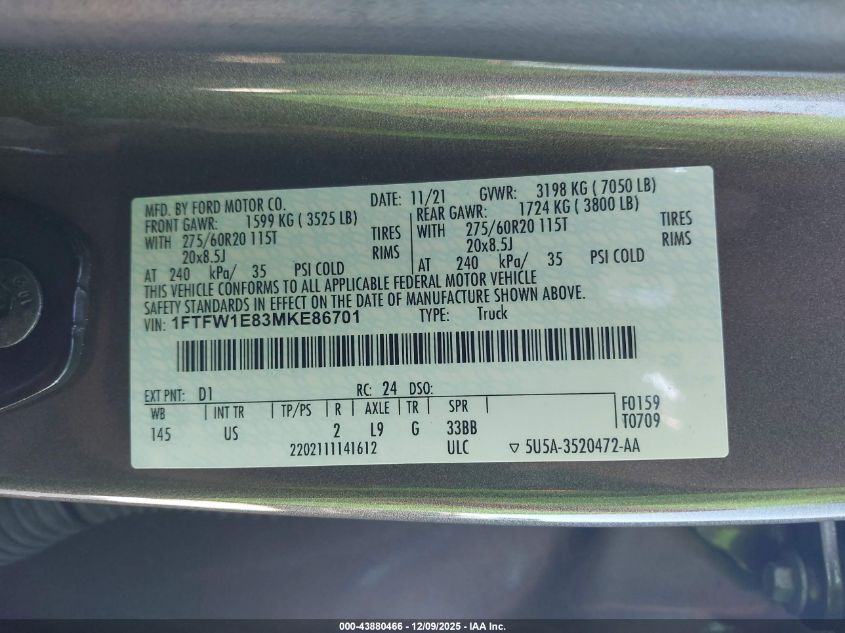 MFD. BY FORD MOTOR CO. DATE: 11/21 GVWR: 3198 KG ( 7050 LB)
FRONT GAWR: 1599 KG ( 3525 LB) REAR GAWR: 1724 KG ( 3800 LB)
WITH 275/60R20 115T TIRES WITH 275/60R20 115T TIRES
20x8.5J RIMS 20x8.5J RIMS
AT 240 kPa/ 35 PSI COLD AT 240 kPa/ 35 PSI COLD
THIS VEHICLE CONFORMS TO ALL APPLICABLE FEDERAL MOTOR VEHICLE
SAFETY STANDARDS IN EFFECT ON THE DATE OF MANUFACTURE SHOWN ABOVE.
VIN: 1FTFW1E83MKE86701 TYPE: Truck
EXT PNT: D1 RC: 24 DSO: F0159
WB INT TR TP/PS R AXLE TR SPR T0709
145 US 2 L9 G 33BB
2202111141612 ULC ▽ 5U5A-3520472-AA
000-43880466 - 12/09/2025 - IAA Inc.